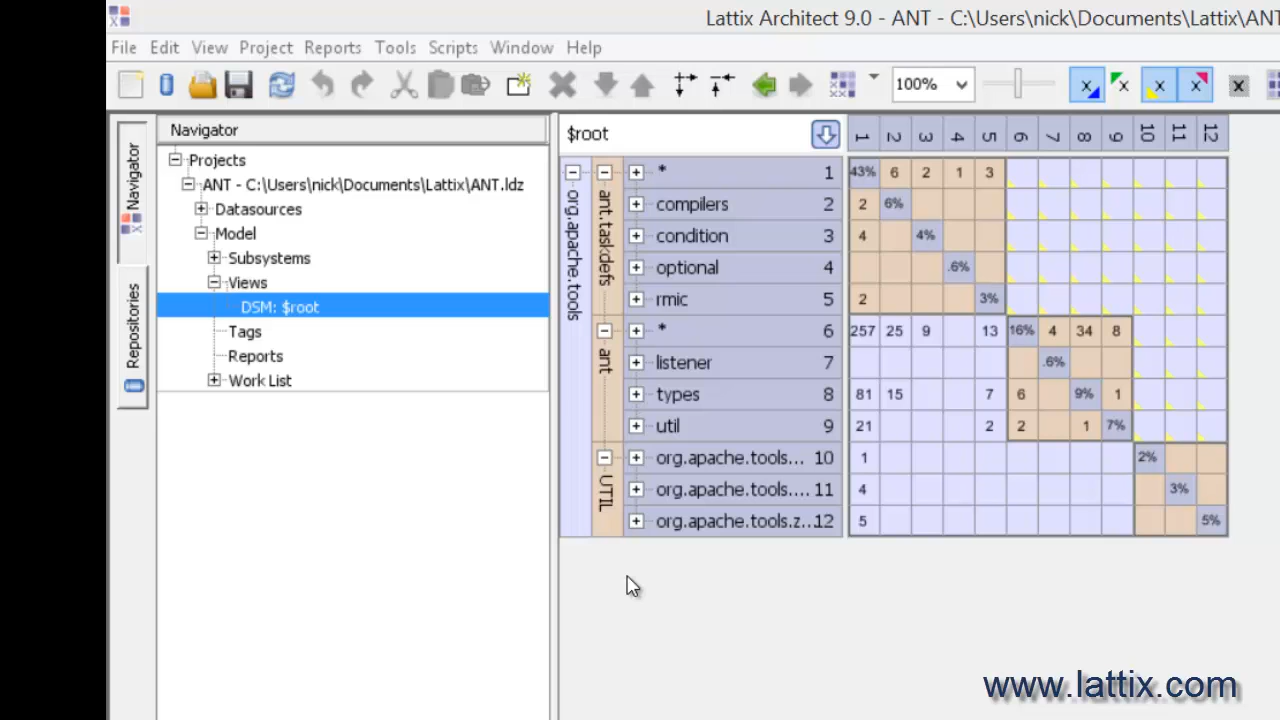 Lattix Architect 9.0 - ANT - C:\Users\nick\Documents\Lattix\ANT
File Edit View Project Reports Tools Scripts Window Help
100%
Navigator
Navigator
Repositories
Projects
ANT - C:\Users\nick\Documents\Lattix\ANT.ldz
Datasources
Model
Subsystems
Views
DSM: $root
Tags
Reports
Work List
$root 1 2 3 4 5 6 7 8 9 10 11 12
org.apache.tools
ant.taskdefs
* 1 43% 6 2 1 3
compilers 2 2 6%
condition 3 4 4%
optional 4 .6%
rmic 5 2 3%
ant
* 6 257 25 9 13 16% 4 34 8
listener 7 .6%
types 8 81 15 7 6 9% 1
util 9 21 2 2 1 7%
UTIL
org.apache.tools... 10 1 2%
org.apache.tools.... 11 4 3%
org.apache.tools.z... 12 5 5%
www.lattix.com